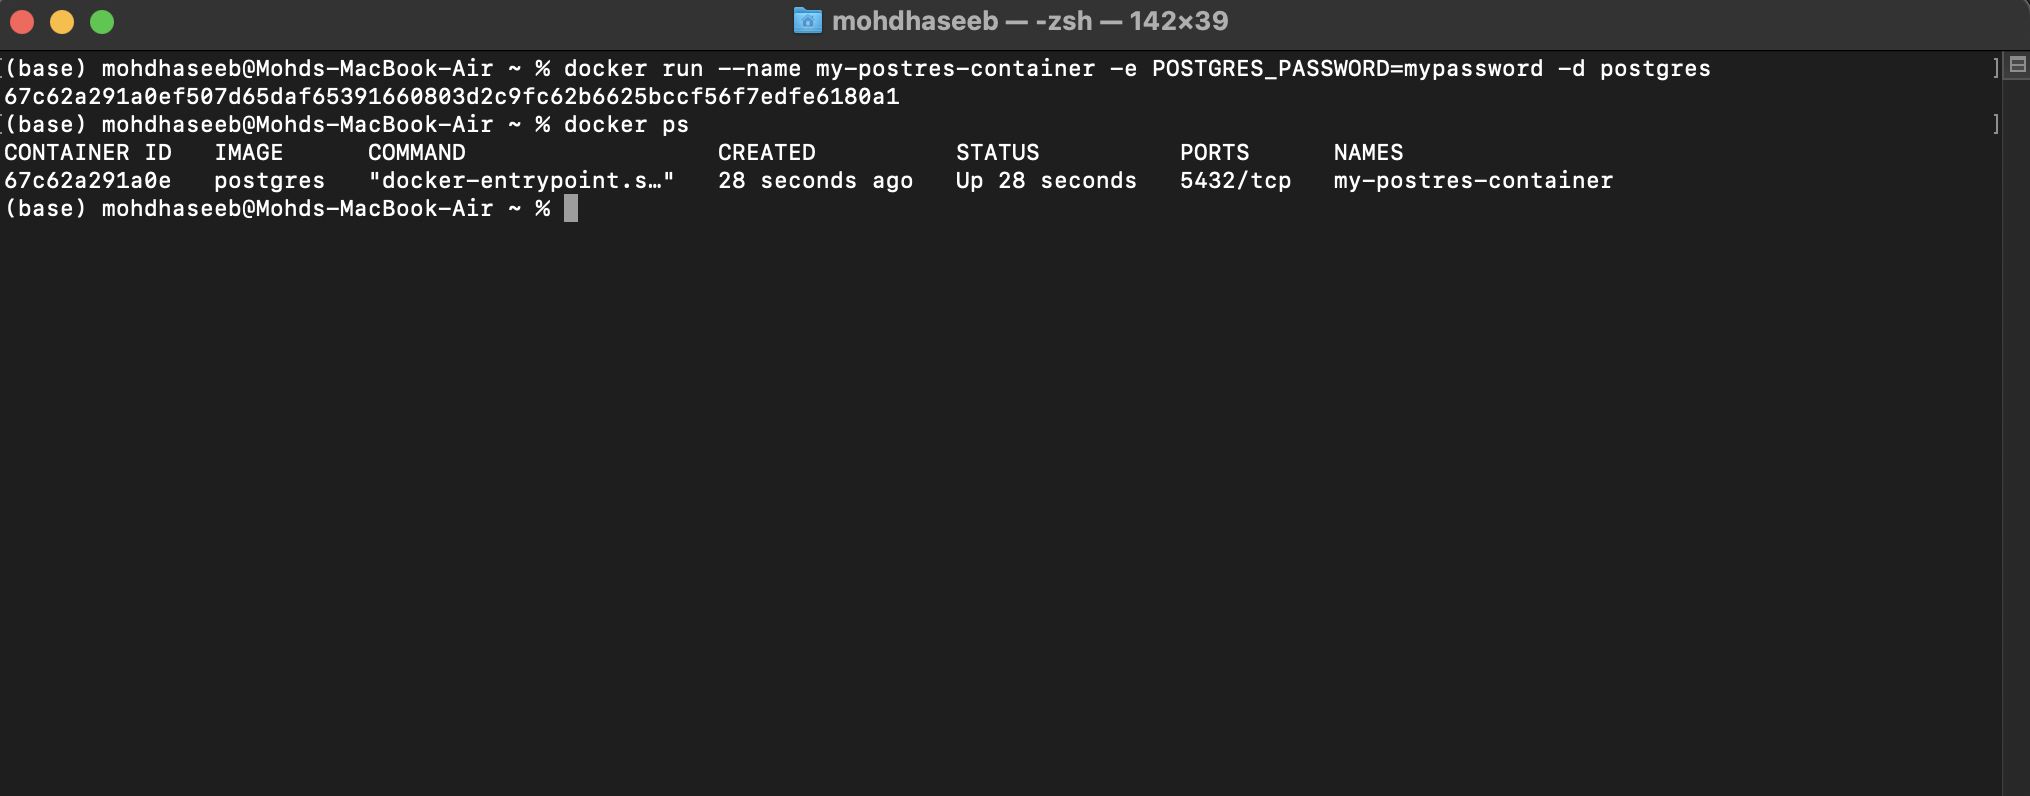 mohdhaseeb — -zsh — 142×39
(base) mohdhaseeb@Mohds-MacBook-Air ~ % docker run --name my-postres-container -e POSTGRES_PASSWORD=mypassword -d postgres
67c62a291a0ef507d65daf65391660803d2c9fc62b6625bccf56f7edfe6180a1
(base) mohdhaseeb@Mohds-MacBook-Air ~ % docker ps
CONTAINER ID   IMAGE      COMMAND                  CREATED          STATUS          PORTS      NAMES
67c62a291a0e   postgres   "docker-entrypoint.s…"   28 seconds ago   Up 28 seconds   5432/tcp   my-postres-container
(base) mohdhaseeb@Mohds-MacBook-Air ~ %